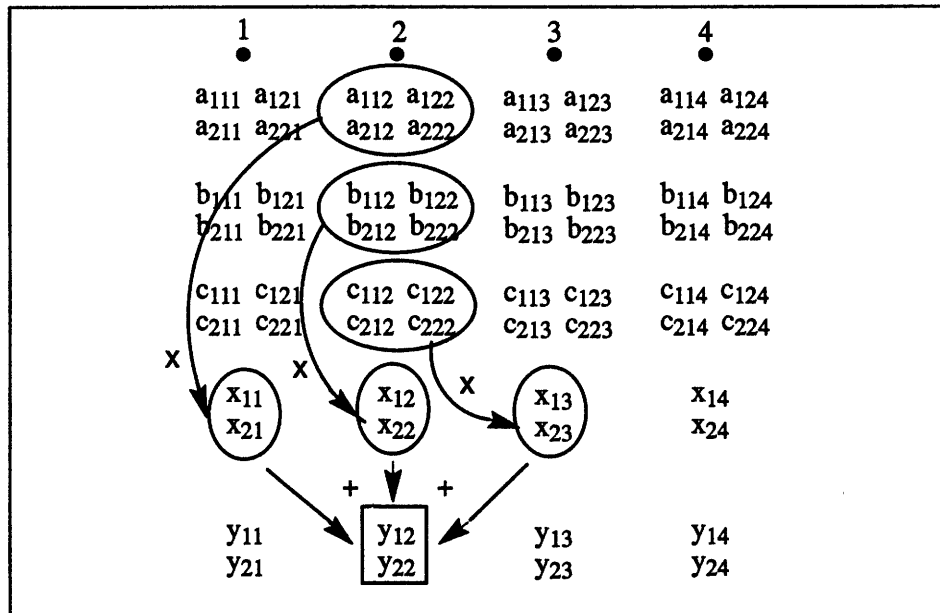 1 2 3 4
a111 a121 a112 a122 a113 a123 a114 a124
a211 a221 a212 a222 a213 a223 a214 a224
b111 b121 b112 b122 b113 b123 b114 b124
b211 b221 b212 b222 b213 b223 b214 b224
c111 c121 c112 c122 c113 c123 c114 c124
c211 c221 c212 c222 c213 c223 c214 c224
X X X
x11 x12 x13 x14
x21 x22 x23 x24
+ +
y11 y12 y13 y14
y21 y22 y23 y24